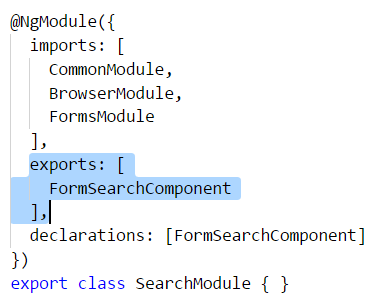 @NgModule({
  imports: [
    CommonModule,
    BrowserModule,
    FormsModule
  ],
  exports: [
    FormSearchComponent
  ],
  declarations: [FormSearchComponent]
})
export class SearchModule { }